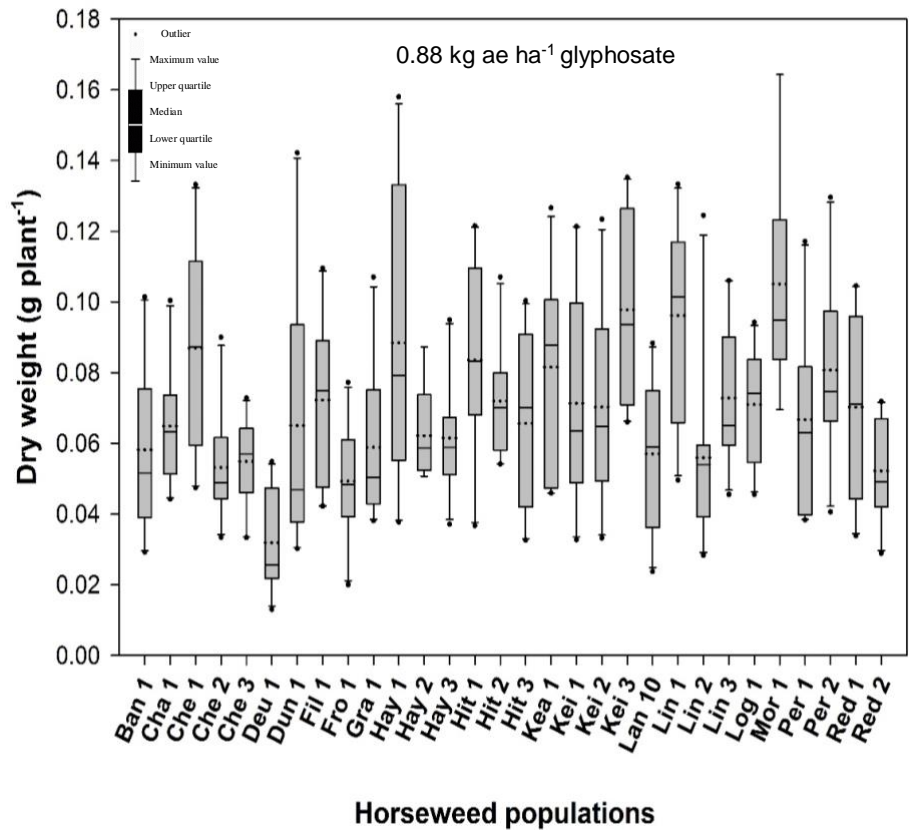 0.18
0.16
0.14
0.12
0.10
0.08
0.06
0.04
0.02
0.00
Dry weight (g plant⁻¹)
Outlier
Maximum value
Upper quartile
Median
Lower quartile
Minimum value
0.88 kg ae ha⁻¹ glyphosate
Ban 1
Cha 1
Che 1
Che 2
Che 3
Deu 1
Dun 1
Fil 1
Fro 1
Gra 1
Hay 1
Hay 2
Hay 3
Hit 1
Hit 2
Hit 3
Kea 1
Kei 1
Kei 2
Kei 3
Lan 10
Lin 1
Lin 2
Lin 3
Log 1
Mor 1
Per 1
Per 2
Red 1
Red 2
Horseweed populations